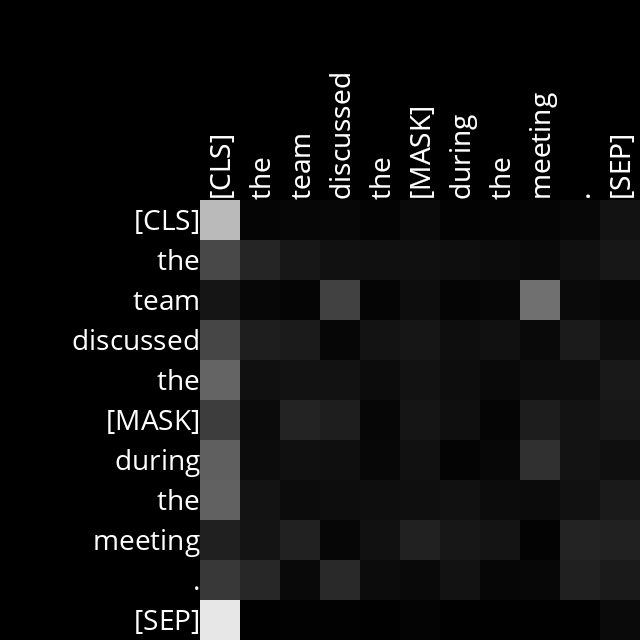 [CLS] the team discussed the [MASK] during the meeting . [SEP]
[CLS]
the
team
discussed
the
[MASK]
during
the
meeting
.
[SEP]